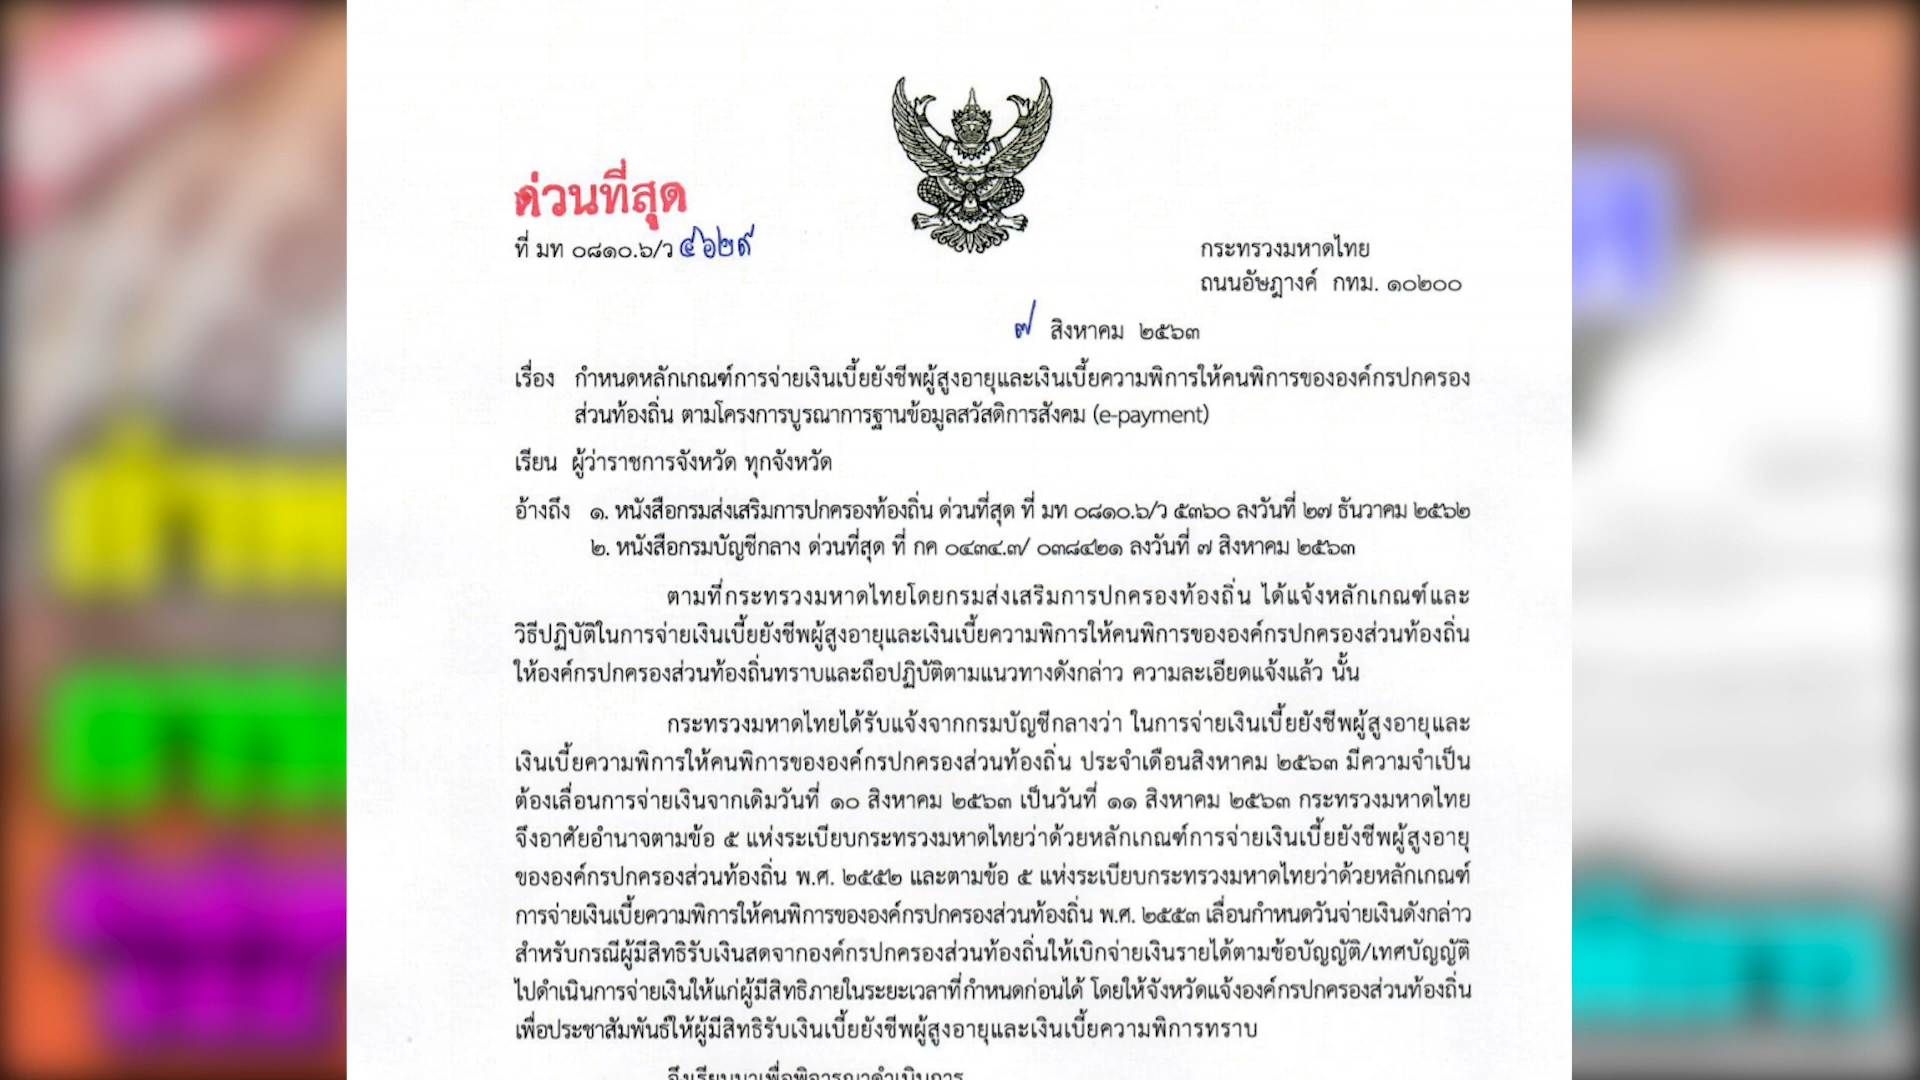 ด่วนที่สุด
ที่ มท ๐๘๑๐.๖/ว ๔๖๒๙
กระทรวงมหาดไทย
ถนนอัษฎางค์ กทม. ๑๐๒๐๐
๗ สิงหาคม ๒๕๖๓
เรื่อง กำหนดหลักเกณฑ์การจ่ายเงินเบี้ยยังชีพผู้สูงอายุและเงินเบี้ยความพิการให้คนพิการขององค์กรปกครอง
ส่วนท้องถิ่น ตามโครงการบูรณาการฐานข้อมูลสวัสดิการสังคม (e-payment)
เรียน ผู้ว่าราชการจังหวัด ทุกจังหวัด
อ้างถึง ๑. หนังสือกรมส่งเสริมการปกครองท้องถิ่น ด่วนที่สุด ที่ มท ๐๘๑๐.๖/ว ๕๓๖๐ ลงวันที่ ๒๗ ธันวาคม ๒๕๖๒
๒. หนังสือกรมบัญชีกลาง ด่วนที่สุด ที่ กค ๐๔๓๔.๓/ ๐๓๘๔๒๑ ลงวันที่ ๗ สิงหาคม ๒๕๖๓
ตามที่กระทรวงมหาดไทยโดยกรมส่งเสริมการปกครองท้องถิ่น ได้แจ้งหลักเกณฑ์และ
วิธีปฏิบัติในการจ่ายเงินเบี้ยยังชีพผู้สูงอายุและเงินเบี้ยความพิการให้คนพิการขององค์กรปกครองส่วนท้องถิ่น
ให้องค์กรปกครองส่วนท้องถิ่นทราบและถือปฏิบัติตามแนวทางดังกล่าว ความละเอียดแจ้งแล้ว นั้น
กระทรวงมหาดไทยได้รับแจ้งจากกรมบัญชีกลางว่า ในการจ่ายเงินเบี้ยยังชีพผู้สูงอายุและ
เงินเบี้ยความพิการให้คนพิการขององค์กรปกครองส่วนท้องถิ่น ประจำเดือนสิงหาคม ๒๕๖๓ มีความจำเป็น
ต้องเลื่อนการจ่ายเงินจากเดิมวันที่ ๑๐ สิงหาคม ๒๕๖๓ เป็นวันที่ ๑๑ สิงหาคม ๒๕๖๓ กระทรวงมหาดไทย
จึงอาศัยอำนาจตามข้อ ๕ แห่งระเบียบกระทรวงมหาดไทยว่าด้วยหลักเกณฑ์การจ่ายเงินเบี้ยยังชีพผู้สูงอายุ
ขององค์กรปกครองส่วนท้องถิ่น พ.ศ. ๒๕๕๒ และตามข้อ ๕ แห่งระเบียบกระทรวงมหาดไทยว่าด้วยหลักเกณฑ์
การจ่ายเงินเบี้ยความพิการให้คนพิการขององค์กรปกครองส่วนท้องถิ่น พ.ศ. ๒๕๕๓ เลื่อนกำหนดวันจ่ายเงินดังกล่าว
สำหรับกรณีผู้มีสิทธิรับเงินสดจากองค์กรปกครองส่วนท้องถิ่นให้เบิกจ่ายเงินรายได้ตามข้อบัญญัติ/เทศบัญญัติ
ไปดำเนินการจ่ายเงินให้แก่ผู้มีสิทธิภายในระยะเวลาที่กำหนดก่อนได้ โดยให้จังหวัดแจ้งองค์กรปกครองส่วนท้องถิ่น
เพื่อประชาสัมพันธ์ให้ผู้มีสิทธิรับเงินเบี้ยยังชีพผู้สูงอายุและเงินเบี้ยความพิการทราบ
จึงเรียนมาเพื่อพิจารณาดำเนินการ